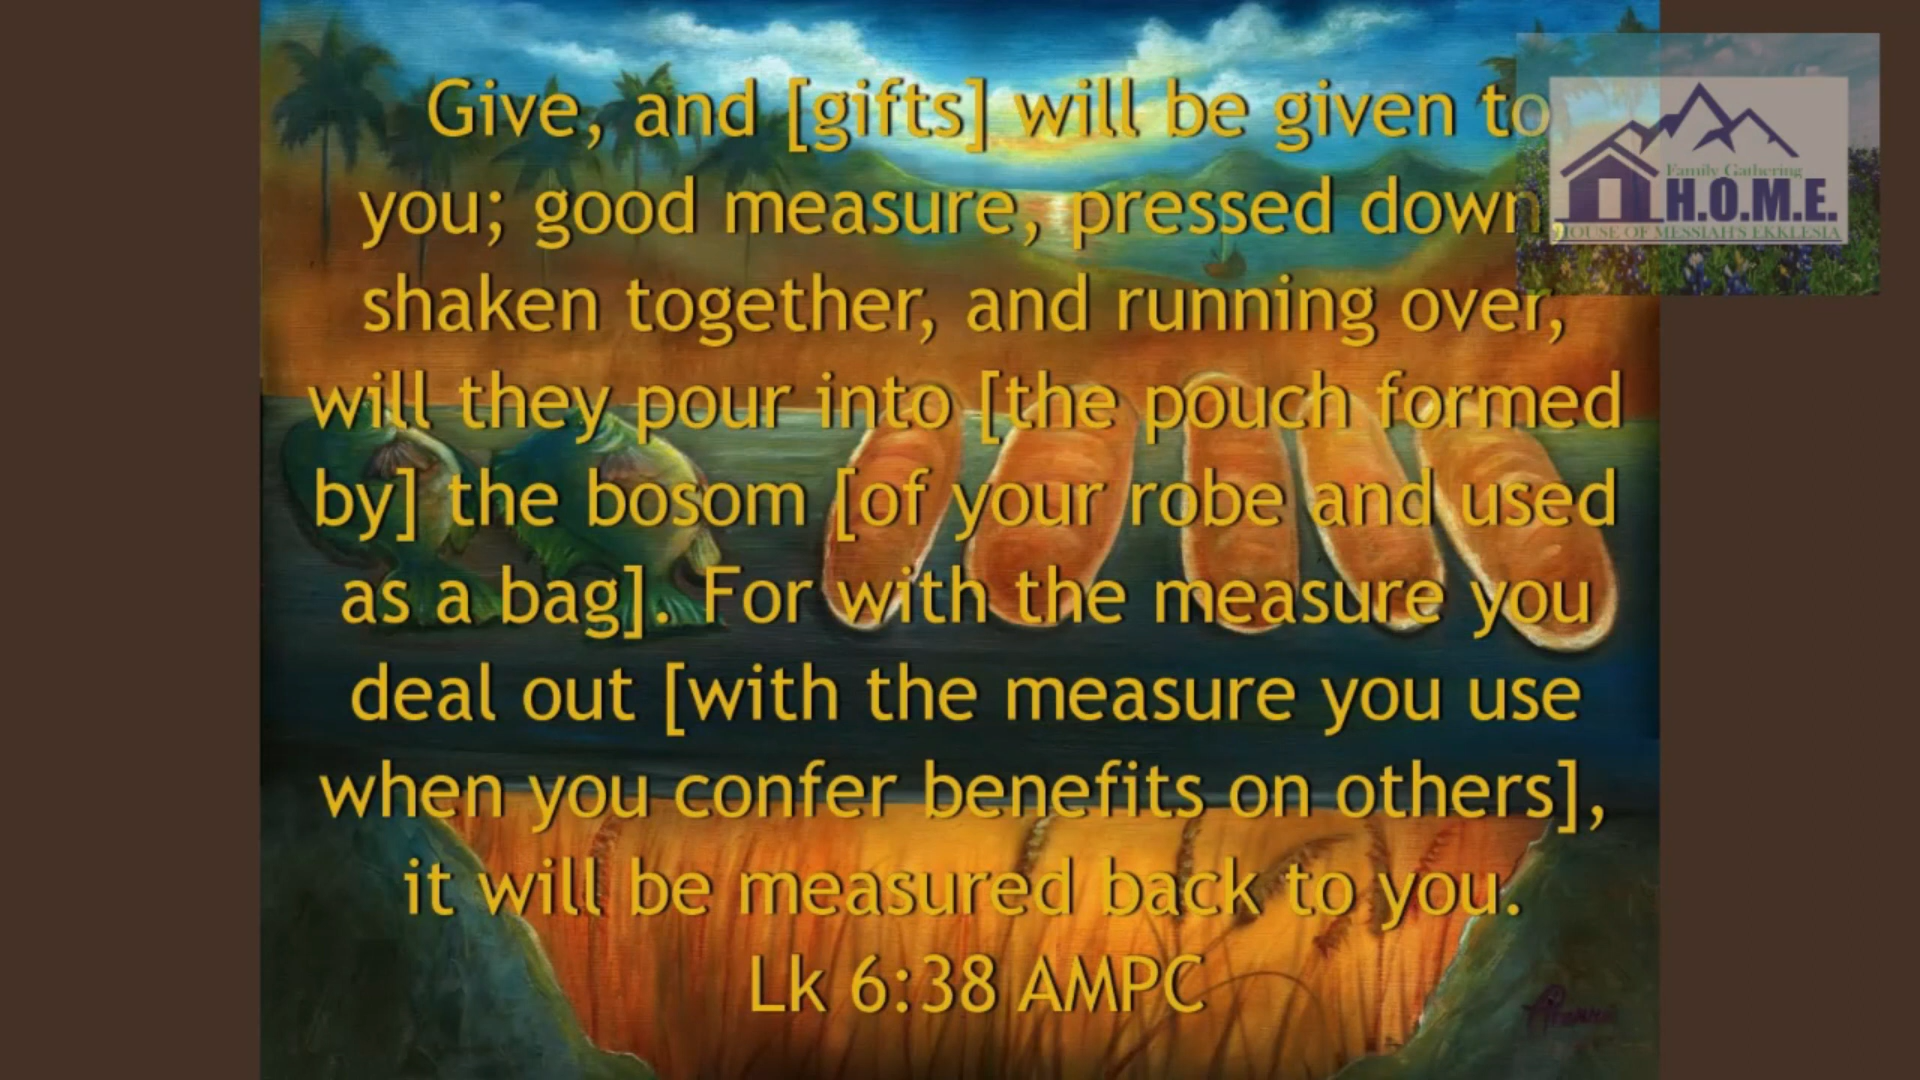 Give, and [gifts] will be given to
you; good measure, pressed down,
shaken together, and running over,
will they pour into [the pouch formed
by] the bosom [of your robe and used
as a bag]. For with the measure you
deal out [with the measure you use
when you confer benefits on others],
it will be measured back to you.
Lk 6:38 AMPC
Family Gathering
H.O.M.E.
HOUSE OF MESSIAH'S EKKLESIA